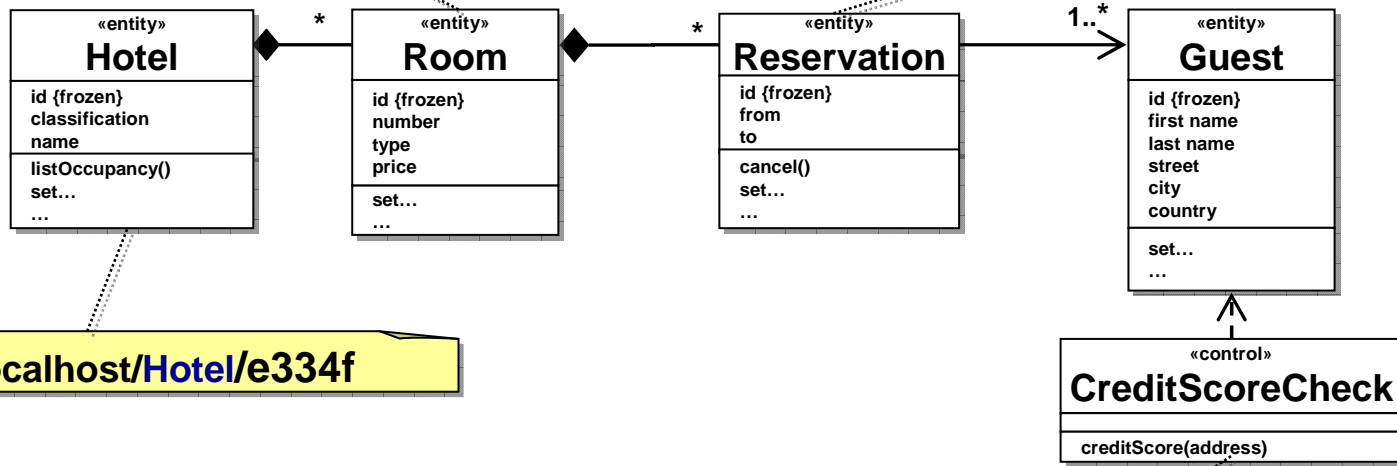 «entity»
Hotel
id {frozen}
classification
name
listOccupancy()
set…
…
*
«entity»
Room
id {frozen}
number
type
price
set…
…
*
«entity»
Reservation
id {frozen}
from
to
cancel()
set…
…
1..*
«entity»
Guest
id {frozen}
first name
last name
street
city
country
set…
…
calhost/Hotel/e334f
«control»
CreditScoreCheck
creditScore(address)